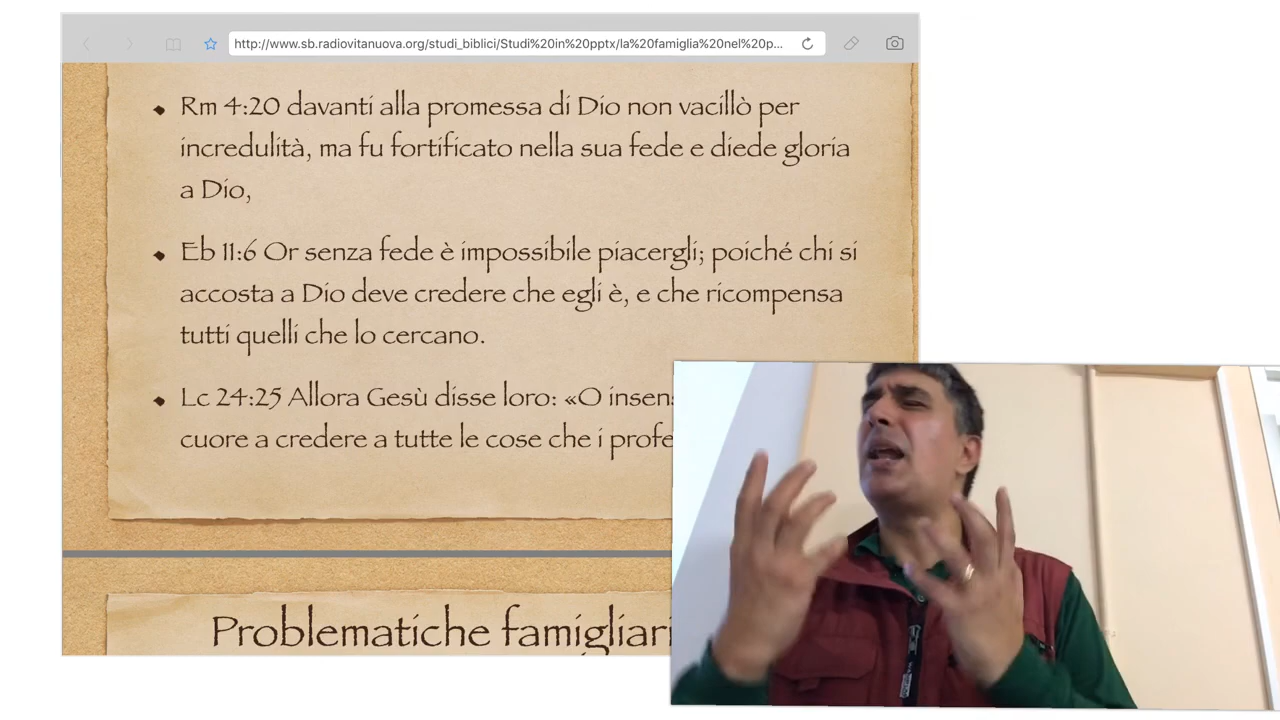 http://www.sb.radiovitanuova.org/studi_biblici/Studi%20in%20pptx/la%20famiglia%20nel%20p...
Rm 4:20 davanti alla promessa di Dio non vacillò per
incredulità, ma fu fortificato nella sua fede e diede gloria
a Dio,
Eb 11:6 Or senza fede è impossibile piacergli; poiché chi si
accosta a Dio deve credere che egli è, e che ricompensa
tutti quelli che lo cercano.
Lc 24:25 Allora Gesù disse loro: «O
cuore a credere a tutte le cose che i
Problematiche famigliari